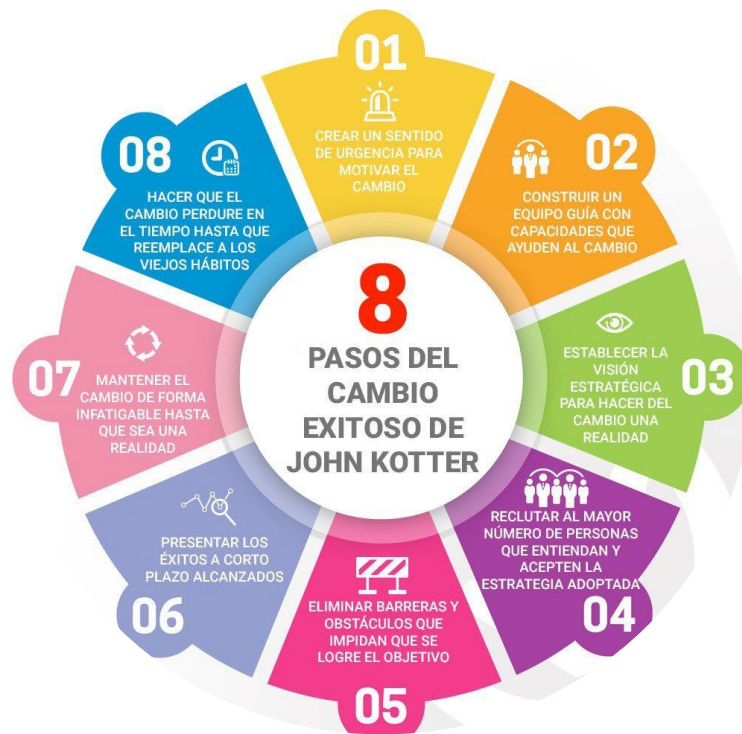 8
PASOS DEL
CAMBIO
EXITOSO DE
JOHN KOTTER
01
CREAR UN SENTIDO
DE URGENCIA PARA
MOTIVAR EL
CAMBIO
02
CONSTRUIR UN
EQUIPO GUÍA CON
CAPACIDADES QUE
AYUDEN AL CAMBIO
03
ESTABLECER LA
VISIÓN
ESTRATÉGICA
PARA HACER DEL
CAMBIO UNA
REALIDAD
04
RECLUTAR AL MAYOR
NÚMERO DE PERSONAS
QUE ENTIENDAN Y
ACEPTEN LA
ESTRATEGIA ADOPTADA
05
ELIMINAR BARRERAS Y
OBSTÁCULOS QUE
IMPIDAN QUE SE
LOGRE EL OBJETIVO
06
PRESENTAR LOS
ÉXITOS A CORTO
PLAZO ALCANZADOS
07
MANTENER EL
CAMBIO DE FORMA
INFATIGABLE HASTA
QUE SEA UNA
REALIDAD
08
HACER QUE EL
CAMBIO PERDURE EN
EL TIEMPO HASTA QUE
REEMPLACE A LOS
VIEJOS HÁBITOS